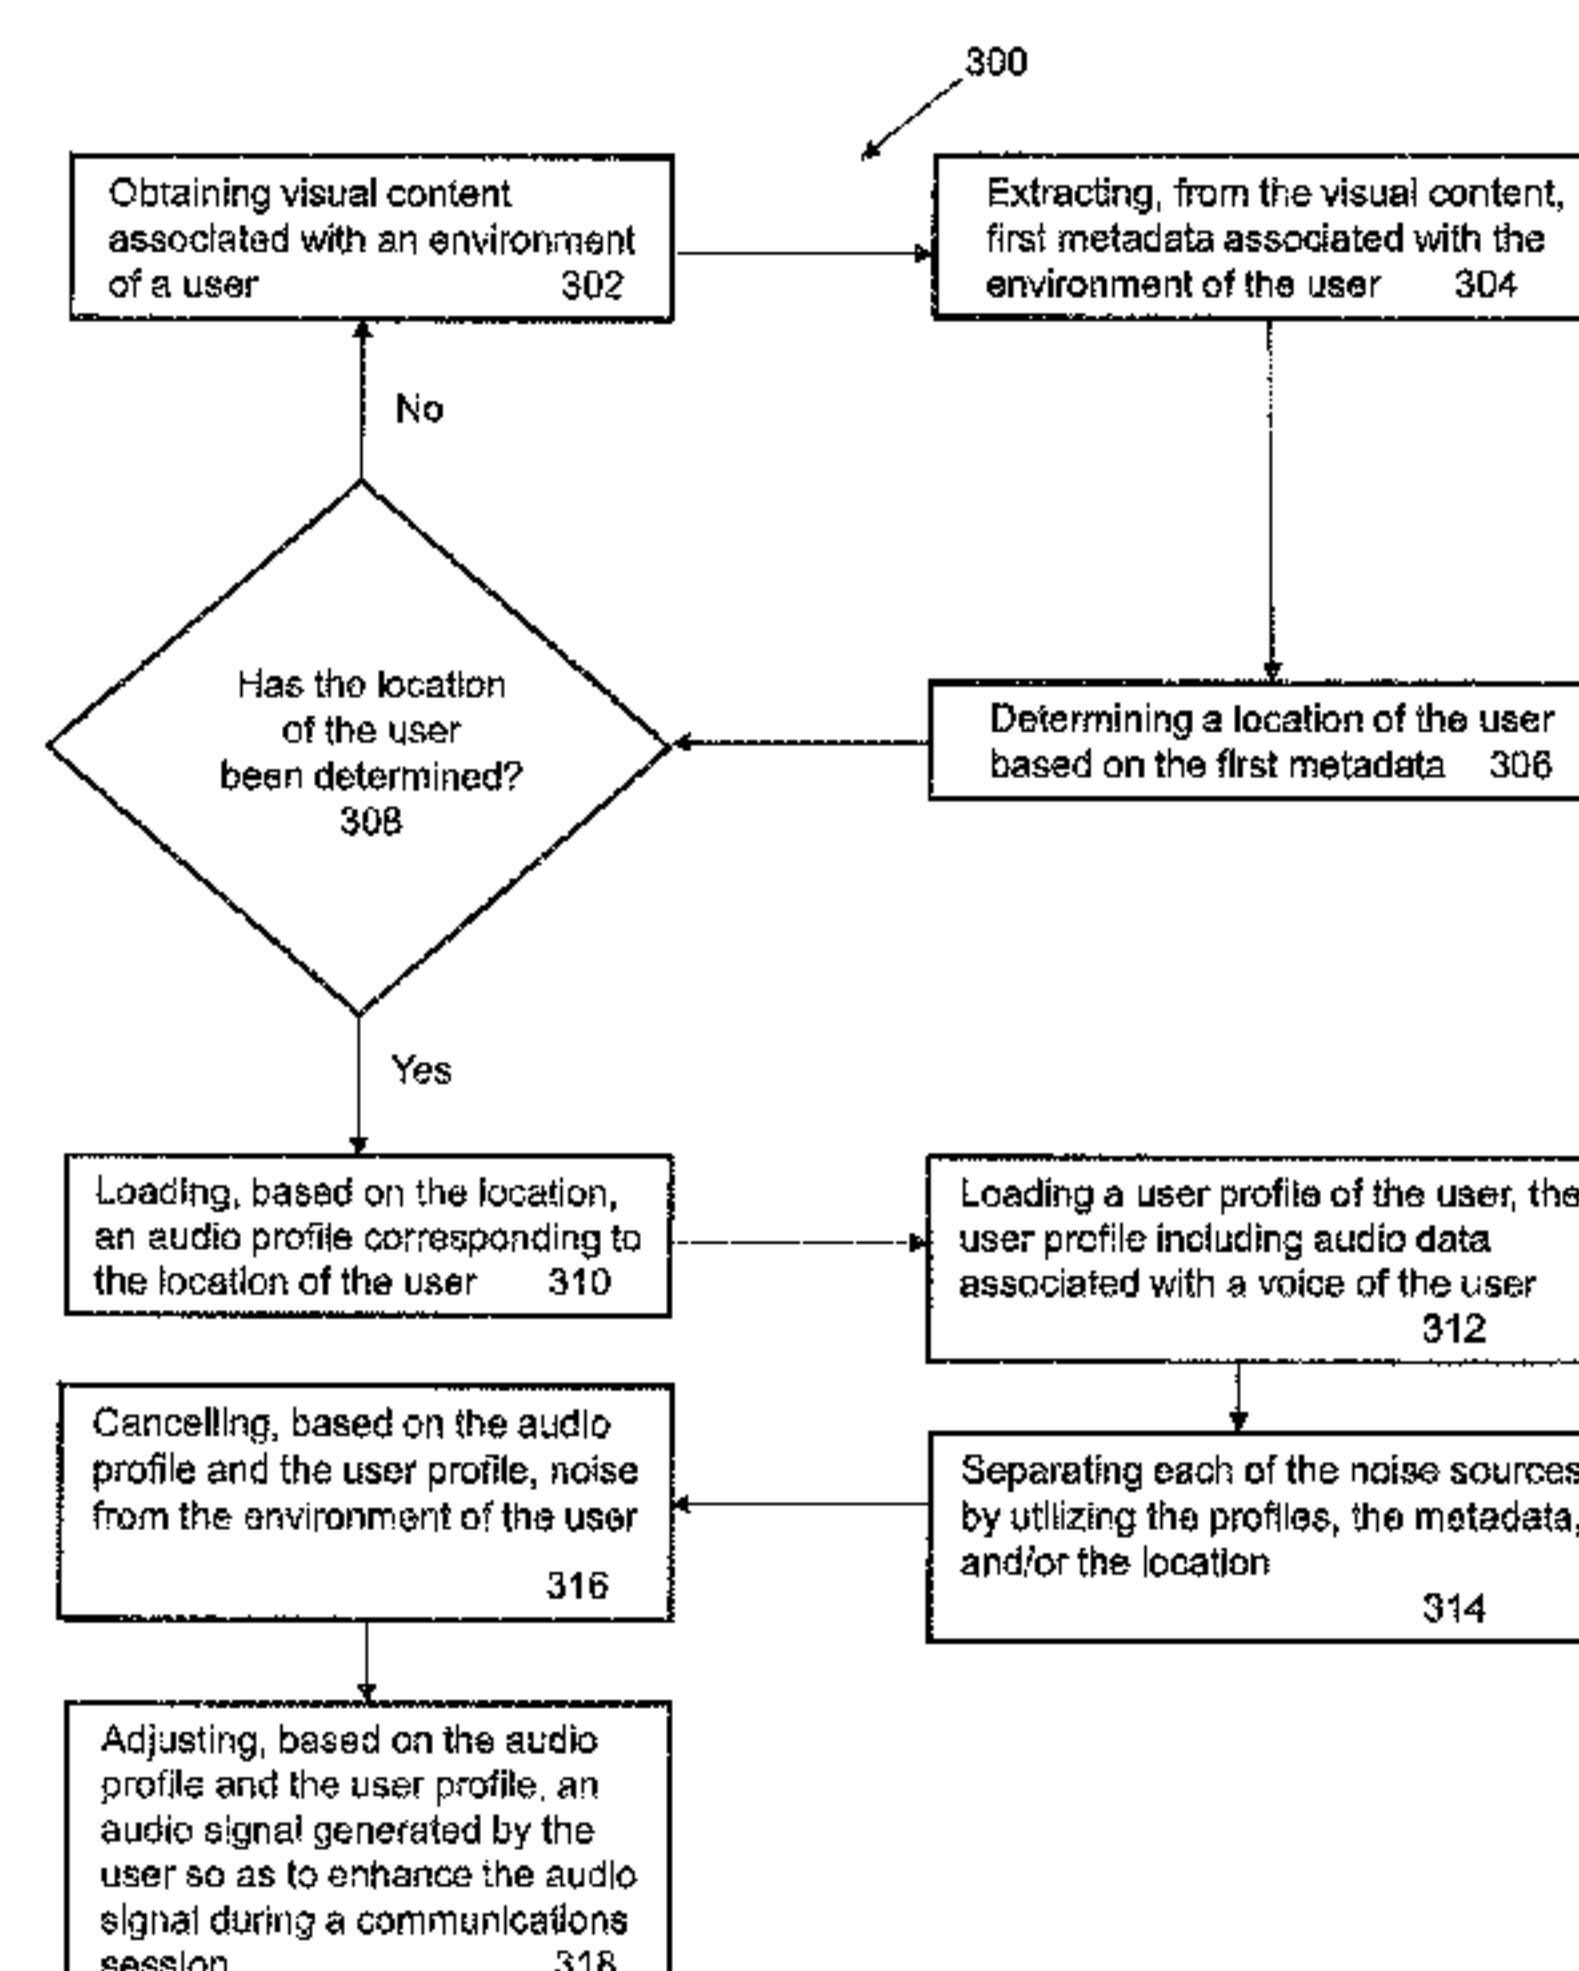 300
Obtaining visual content
associated with an environment
of a user 302
Extracting, from the visual content,
first metadata associated with the
environment of the user 304
No
Has the location
of the user
been determined?
308
Determining a location of the user
based on the first metadata 306
Yes
Loading, based on the location,
an audio profile corresponding to
the location of the user 310
Loading a user profile of the user, the
user profile including audio data
associated with a voice of the user
312
Cancelling, based on the audio
profile and the user profile, noise
from the environment of the user
316
Separating each of the noise sources
by utilizing the profiles, the metadata,
and/or the location
314
Adjusting, based on the audio
profile and the user profile, an
audio signal generated by the
user so as to enhance the audio
signal during a communications
session 318